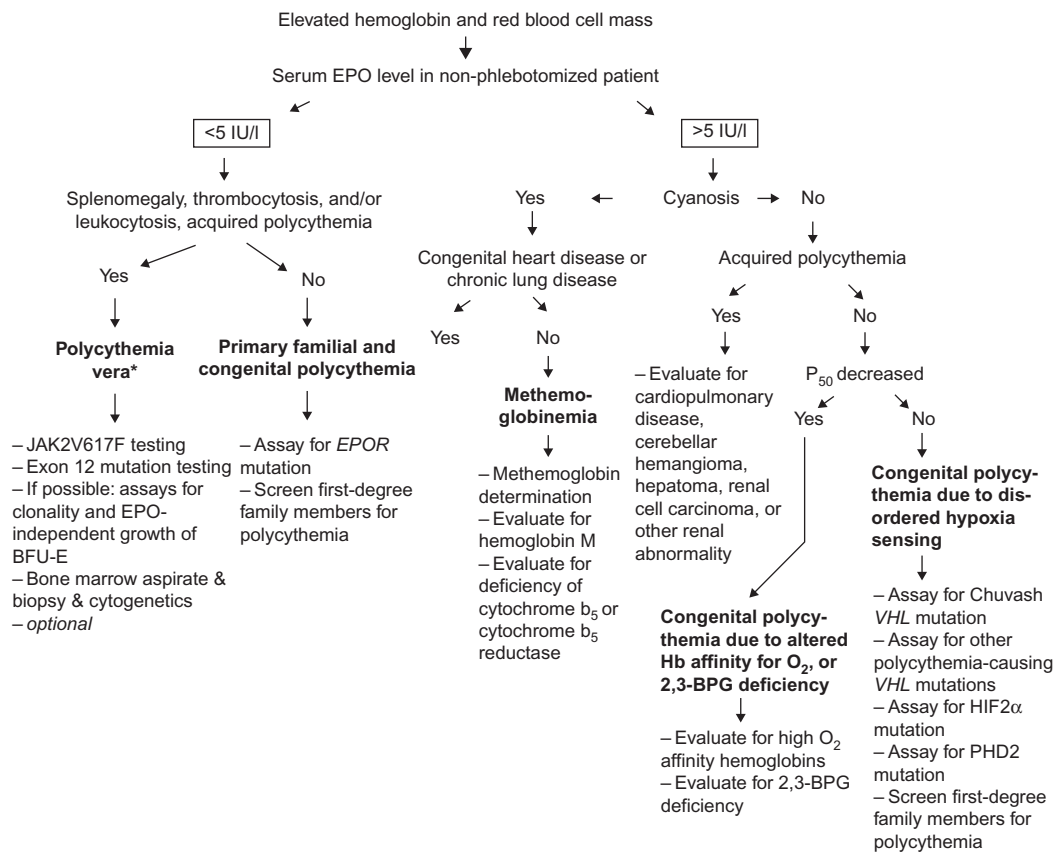 Elevated hemoglobin and red blood cell mass
Serum EPO level in non-phlebotomized patient
<5 IU/l
>5 IU/l
Splenomegaly, thrombocytosis, and/or
leukocytosis, acquired polycythemia
Yes
Cyanosis
No
Yes
No
Congenital heart disease or
chronic lung disease
Acquired polycythemia
Yes
No
Yes
No
Polycythemia
vera*
Primary familial and
congenital polycythemia
Methemo-
globinemia
– Evaluate for
cardiopulmonary
disease,
cerebellar
hemangioma,
hepatoma, renal
cell carcinoma, or
other renal
abnormality
P50 decreased
Yes
No
– JAK2V617F testing
– Exon 12 mutation testing
– If possible: assays for
clonality and EPO-
independent growth of
BFU-E
– Bone marrow aspirate &
biopsy & cytogenetics
– optional
– Assay for EPOR
mutation
– Screen first-degree
family members for
polycythemia
– Methemoglobin
determination
– Evaluate for
hemoglobin M
– Evaluate for
deficiency of
cytochrome b5 or
cytochrome b5
reductase
Congenital polycy-
themia due to altered
Hb affinity for O2, or
2,3-BPG deficiency
– Evaluate for high O2
affinity hemoglobins
– Evaluate for 2,3-BPG
deficiency
Congenital polycy-
themia due to dis-
ordered hypoxia
sensing
– Assay for Chuvash
VHL mutation
– Assay for other
polycythemia-causing
VHL mutations
– Assay for HIF2α
mutation
– Assay for PHD2
mutation
– Screen first-degree
family members for
polycythemia